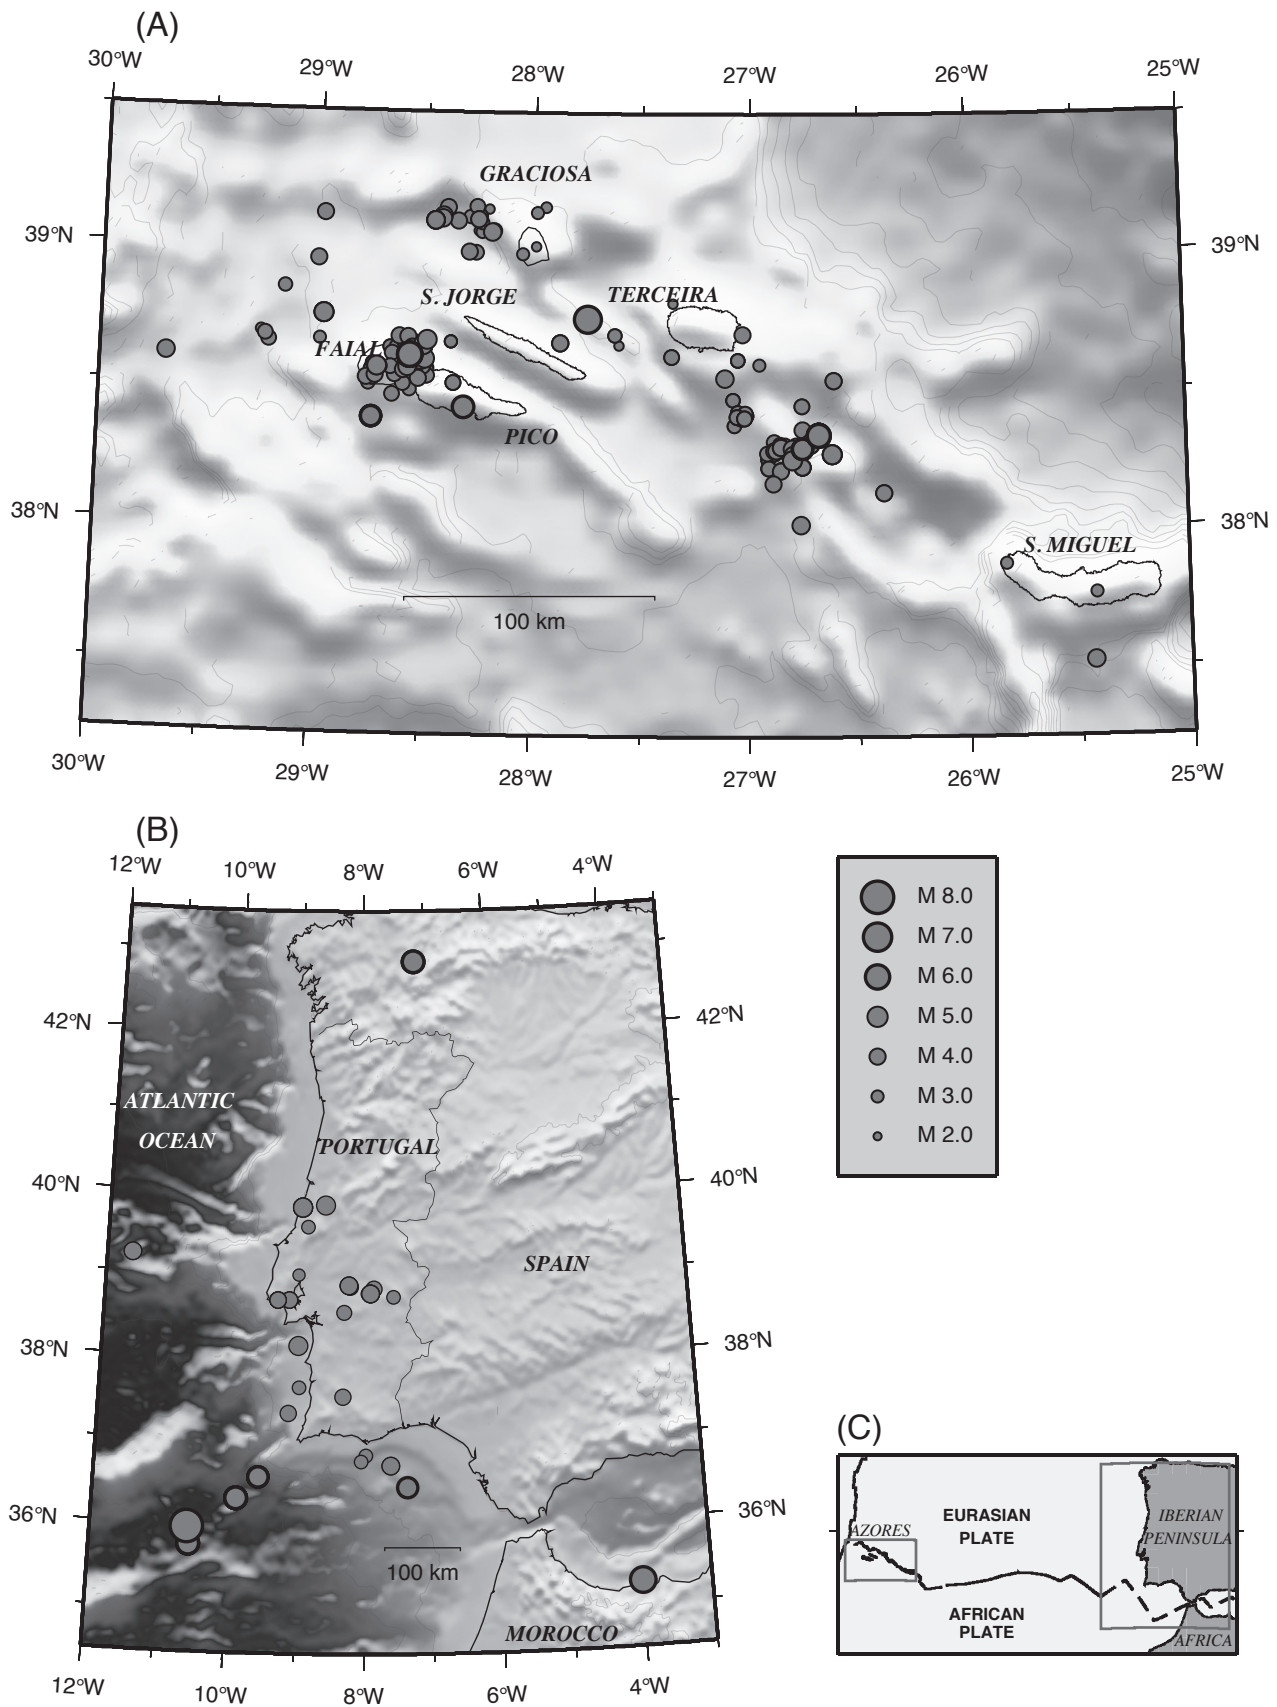 (A)
30°W
29°W
28°W
27°W
26°W
25°W
GRACIOSA
39°N
39°N
S. JORGE
TERCEIRA
FAIAL
PICO
38°N
38°N
S. MIGUEL
100 km
30°W
29°W
28°W
27°W
26°W
25°W
(B)
12°W
10°W
8°W
6°W
4°W
M 8.0
M 7.0
M 6.0
M 5.0
M 4.0
M 3.0
M 2.0
42°N
42°N
ATLANTIC
OCEAN
PORTUGAL
40°N
40°N
SPAIN
38°N
38°N
36°N
36°N
100 km
MOROCCO
12°W
10°W
8°W
6°W
4°W
(C)
AZORES
EURASIAN
PLATE
IBERIAN
PENINSULA
AFRICAN
PLATE
AFRICA